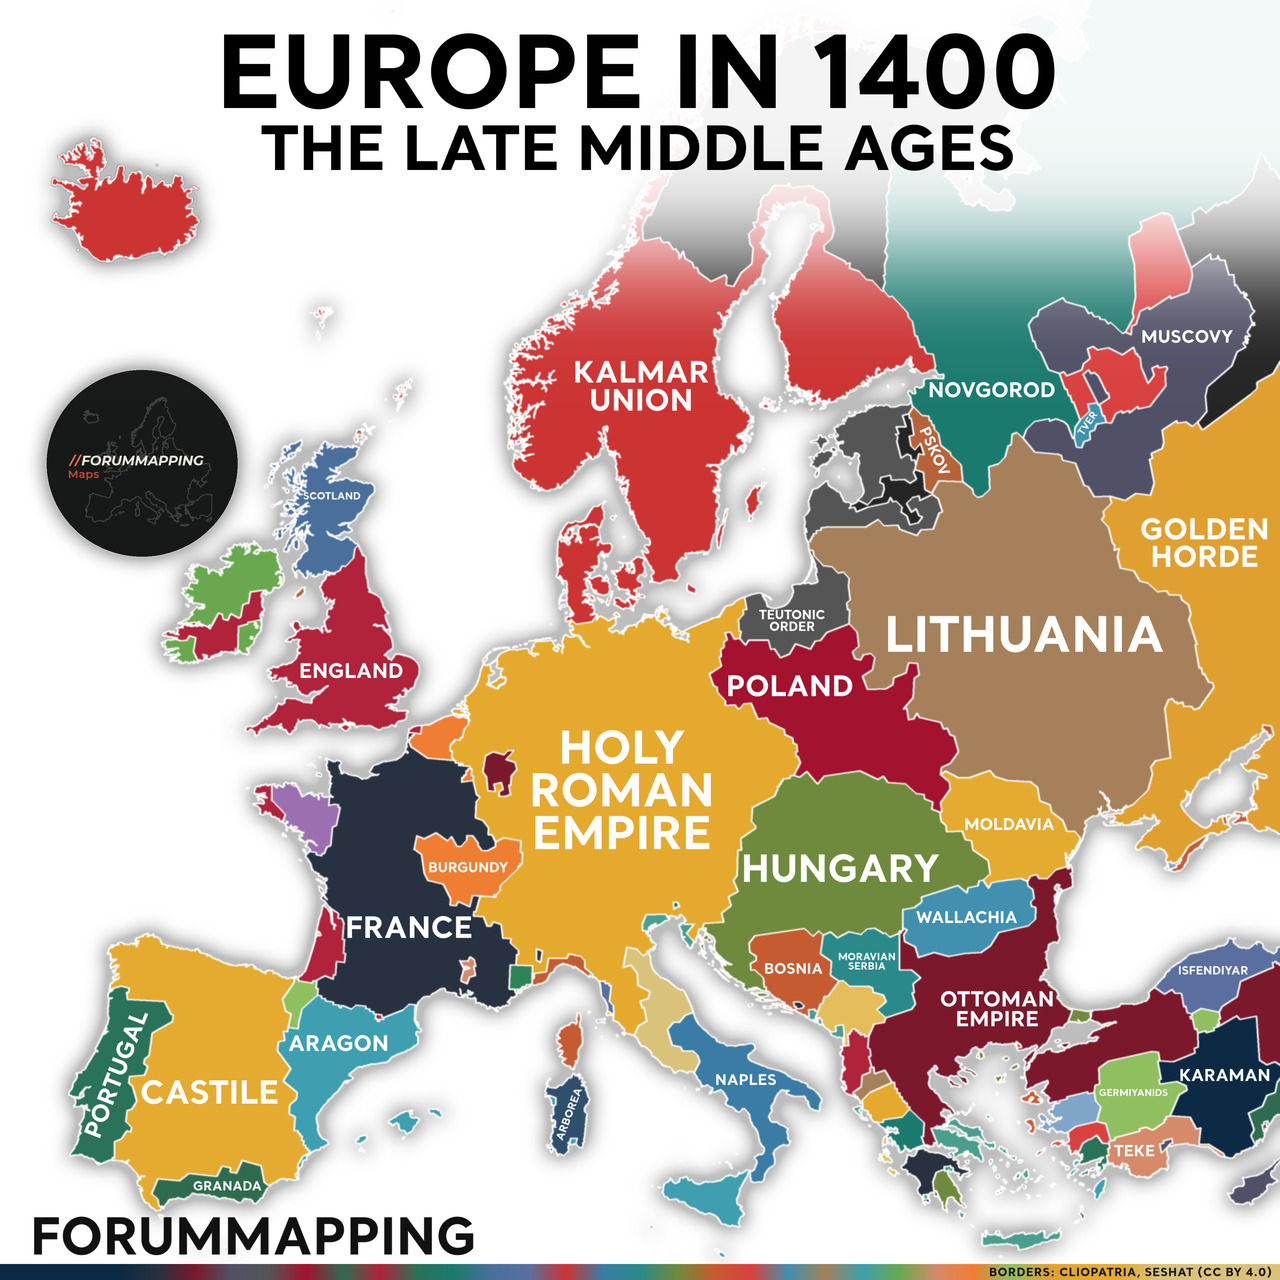 EUROPE IN 1400
THE LATE MIDDLE AGES
KALMAR
UNION
MUSCOVY
NOVGOROD
TVER
PSKOV
//FORUMMAPPING
Maps
SCOTLAND
GOLDEN
HORDE
TEUTONIC
ORDER
LITHUANIA
ENGLAND
POLAND
HOLY
ROMAN
EMPIRE
MOLDAVIA
BURGUNDY
HUNGARY
FRANCE
WALLACHIA
BOSNIA
MORAVIAN
SERBIA
ISFENDIYAR
OTTOMAN
EMPIRE
PORTUGAL
ARAGON
CASTILE
NAPLES
ARBOREA
KARAMAN
GERMIYANIDS
TEKE
GRANADA
FORUMMAPPING
BORDERS: CLIOPATRIA, SESHAT (CC BY 4.0)